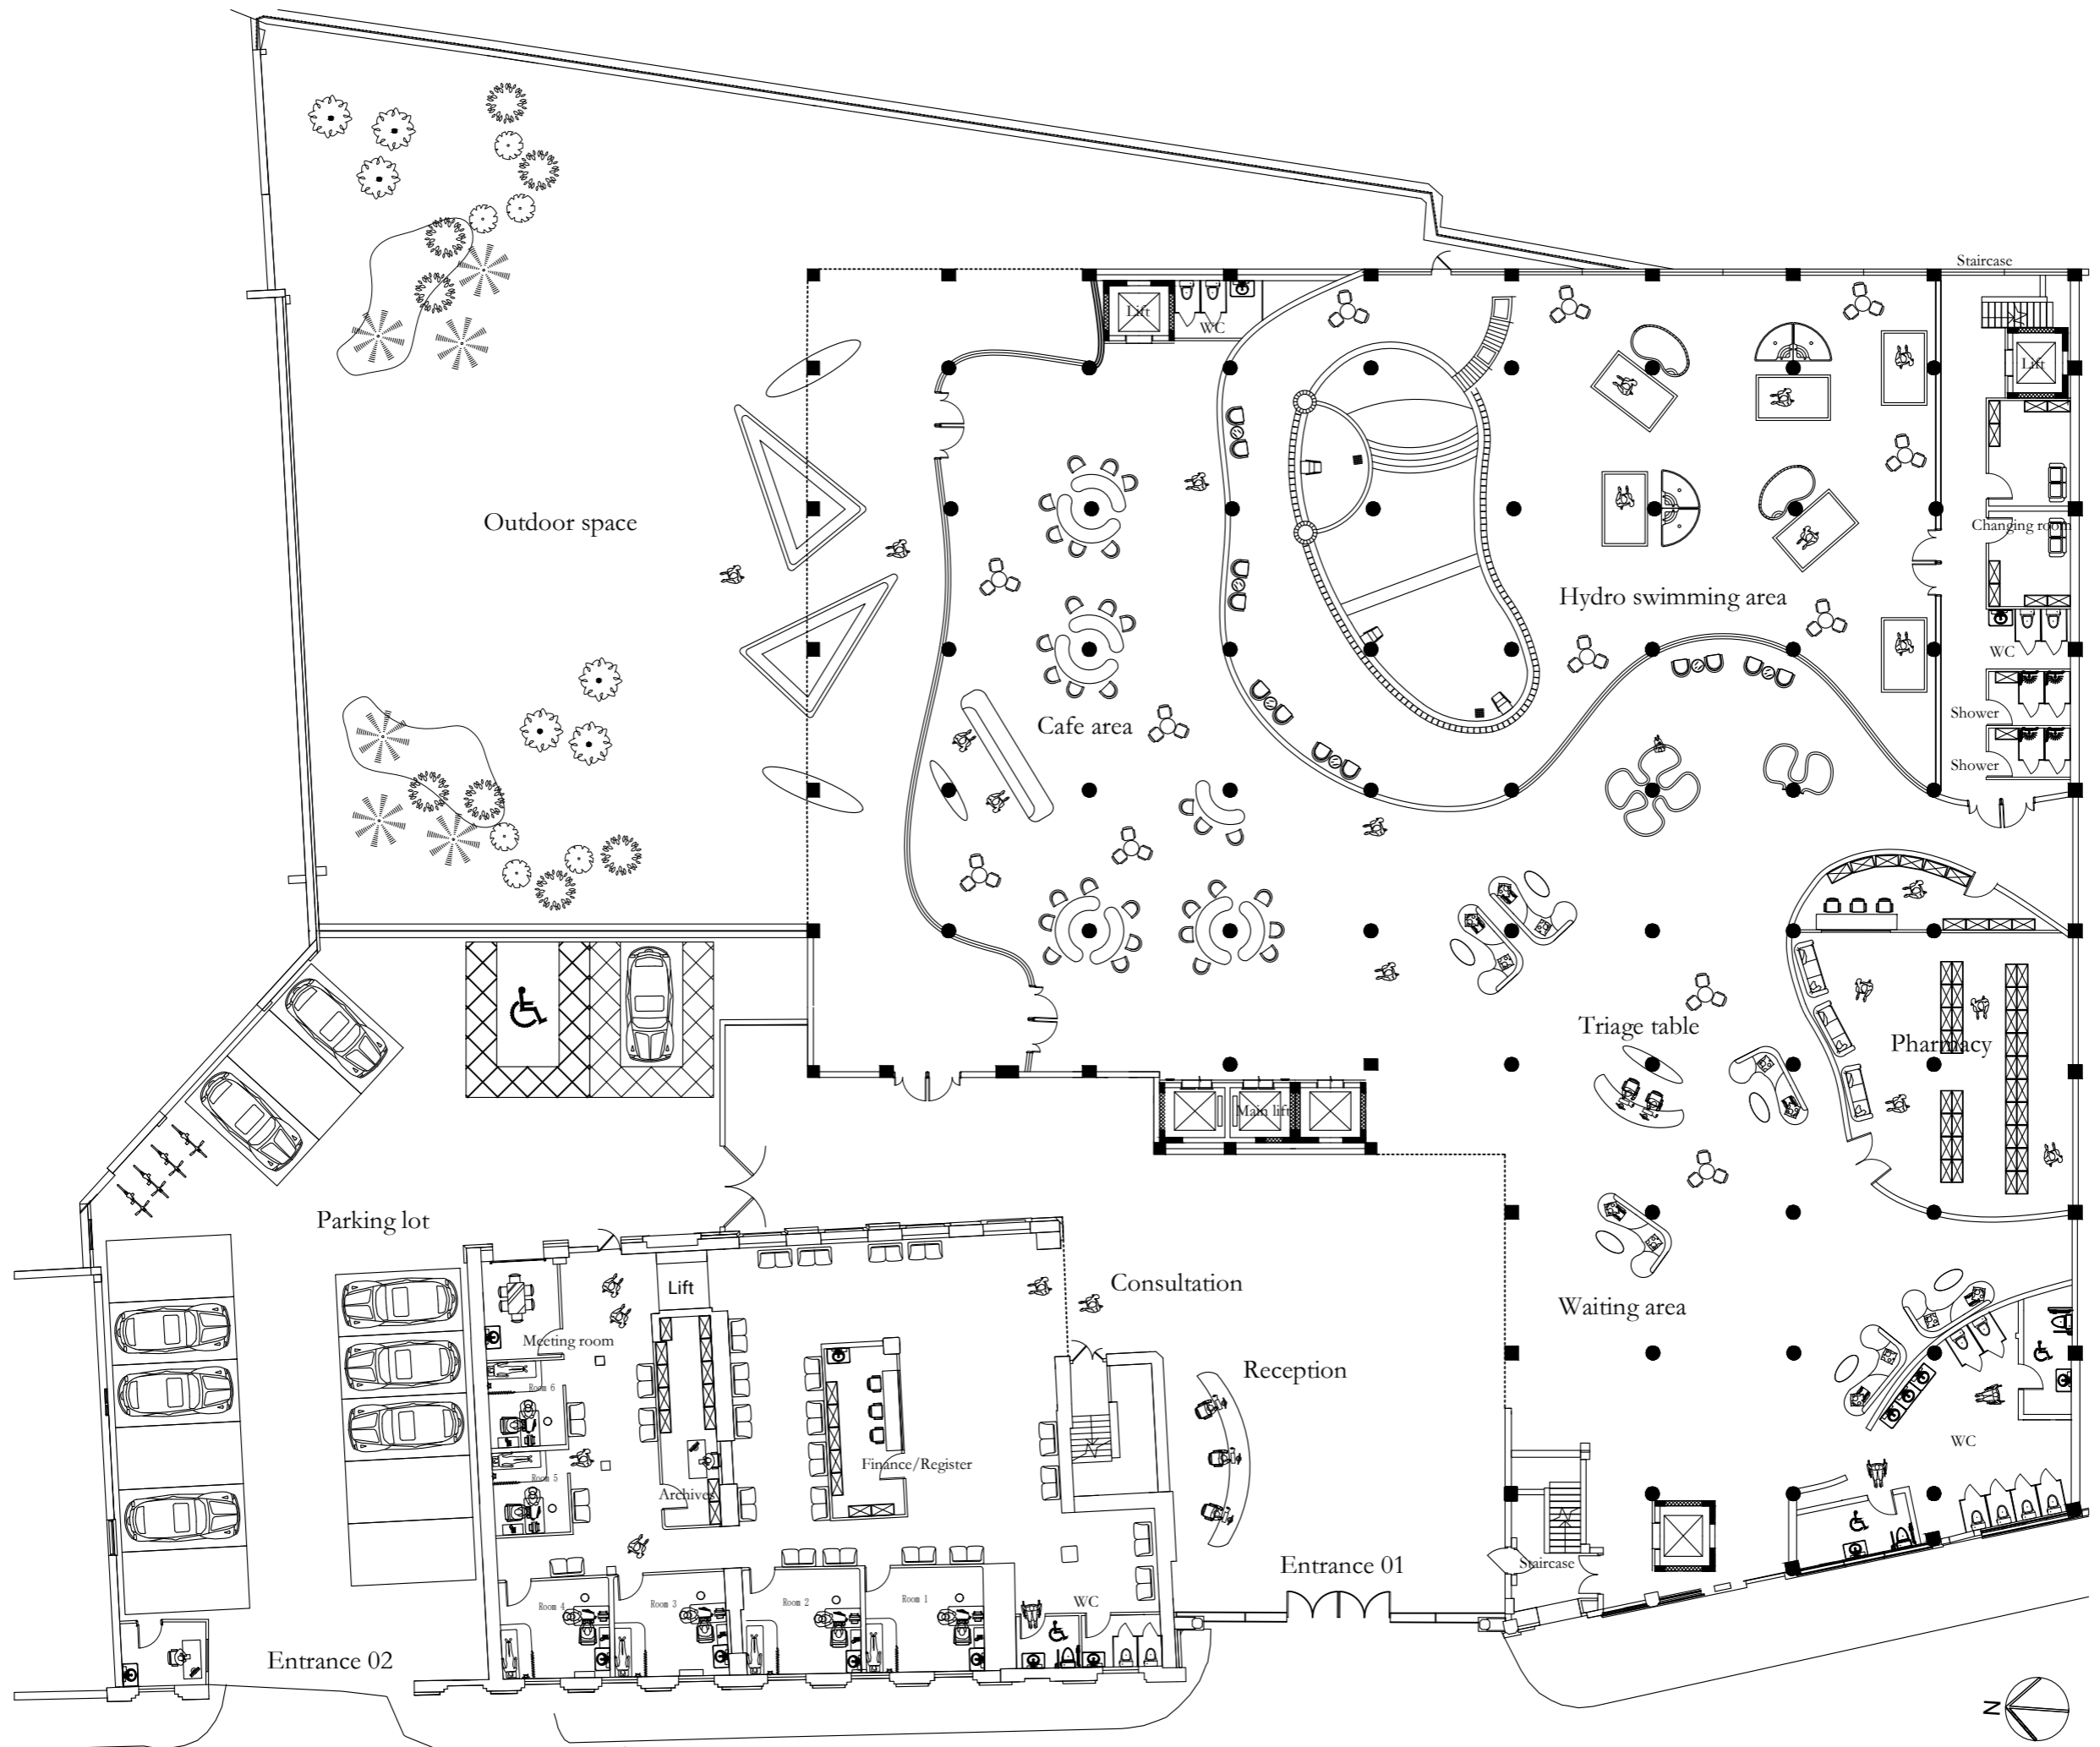 Staircase
Lift
WC
Lift
Outdoor space
Changing room
Hydro swimming area
WC
Cafe area
Shower
Shower
Triage table
Pharmacy
Main lift
Parking lot
Consultation
Lift
Waiting area
Meeting room
Reception
Room 6
WC
Finance/Register
Room 5
Archives
Entrance 01
Staircase
Room 4
Room 3
Room 2
Room 1
WC
Entrance 02
N